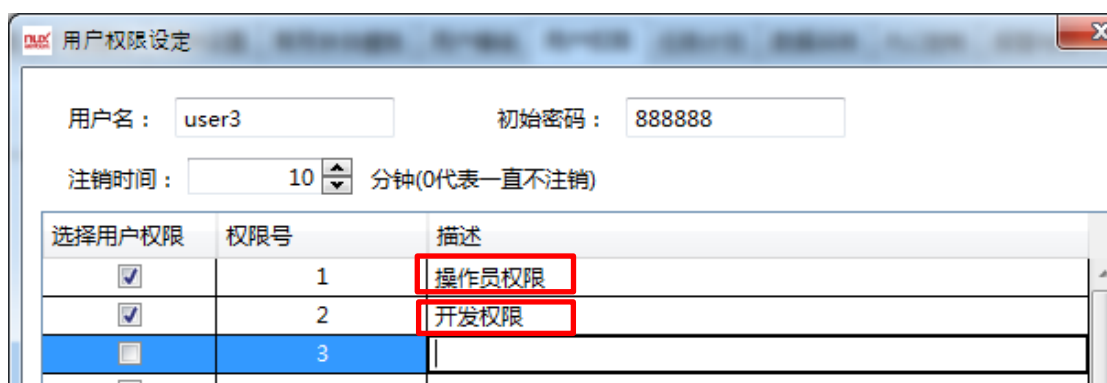 nux 用户权限设定
用户名： user3 初始密码： 888888
注销时间： 10 分钟(0代表一直不注销)
选择用户权限 权限号 描述
1 操作员权限
2 开发权限
3